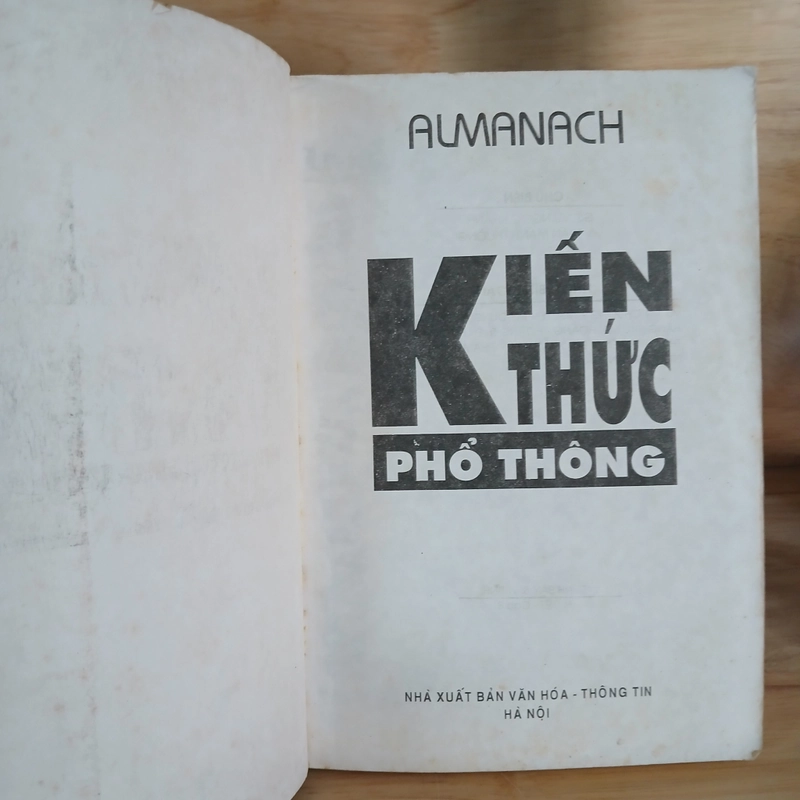 ALMANACH
KIẾN
THỨC
PHỔ THÔNG
NHÀ XUẤT BẢN VĂN HÓA - THÔNG TIN
HÀ NỘI